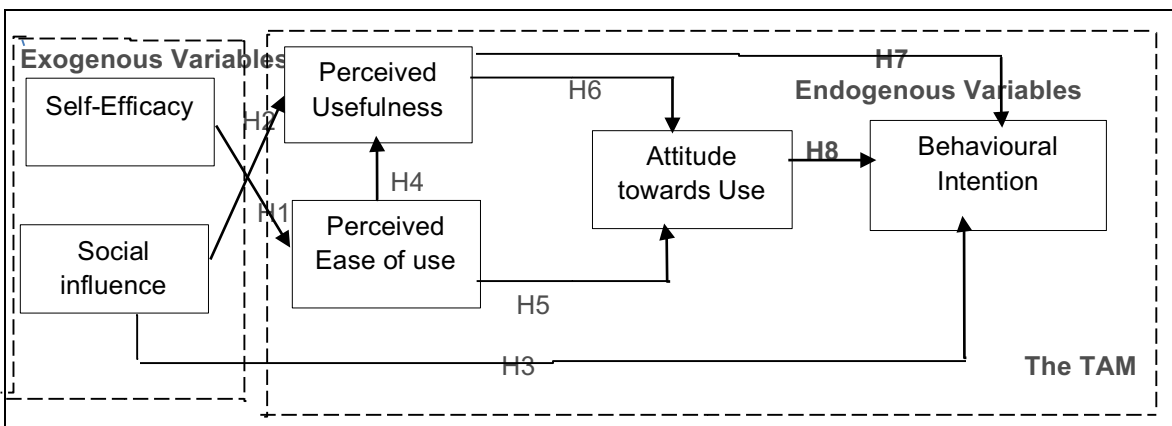 Exogenous Variables
Self-Efficacy
Social
influence
H2
H1
Perceived
Usefulness
H4
Perceived
Ease of use
H6
H5
H7
Endogenous Variables
Attitude
towards Use
H8
Behavioural
Intention
H3
The TAM